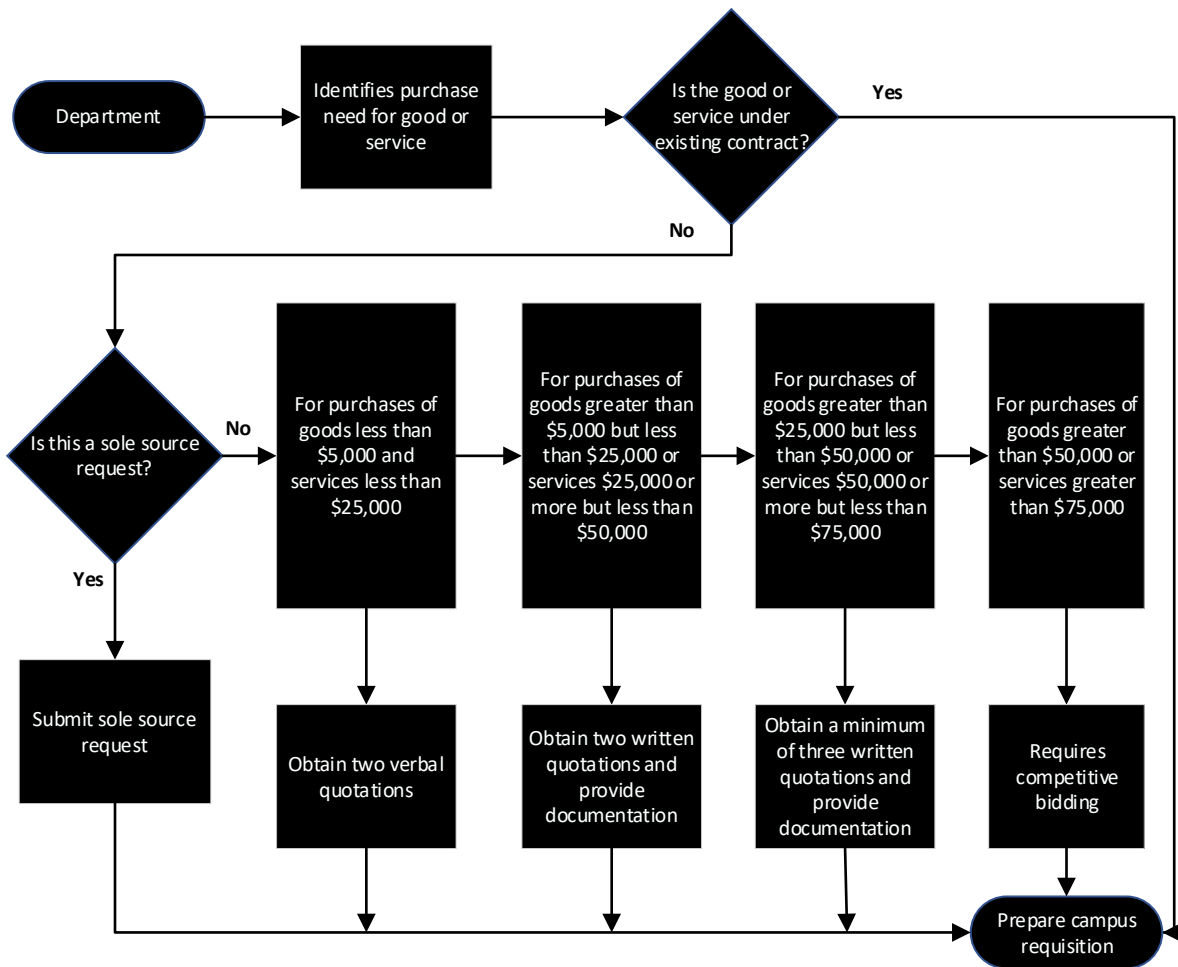 Department
Identifies purchase
need for good or
service
Is the good or
service under
existing contract?
Yes
No
Is this a sole source
request?
No
Yes
For purchases of
goods less than
$5,000 and
services less than
$25,000
For purchases of
goods greater than
$5,000 but less
than $25,000 or
services $25,000 or
more but less than
$50,000
For purchases of
goods greater than
$25,000 but less
than $50,000 or
services $50,000 or
more but less than
$75,000
For purchases of
goods greater
than $50,000 or
services greater
than $75,000
Submit sole source
request
Obtain two verbal
quotations
Obtain two written
quotations and
provide
documentation
Obtain a minimum
of three written
quotations and
provide
documentation
Requires
competitive
bidding
Prepare campus
requisition